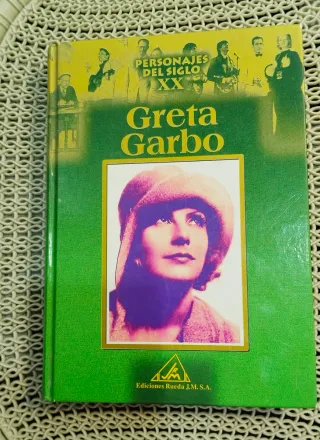 PERSONAJES
DEL SIGLO
XX
Greta
Garbo
Ediciones Rueda J.M. S.A.